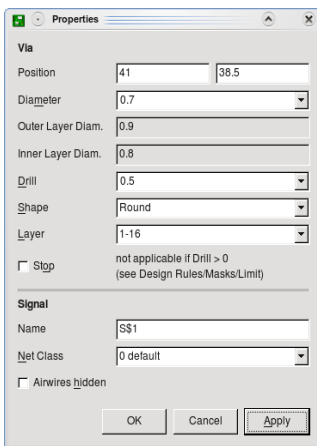 Properties
Via
Position 41 38.5
Diameter 0.7
Outer Layer Diam. 0.9
Inner Layer Diam. 0.8
Drill 0.5
Shape Round
Layer 1-16
Stop not applicable if Drill > 0
(see Design Rules/Masks/Limit)
Signal
Name S$1
Net Class 0 default
Airwires hidden
OK Cancel Apply